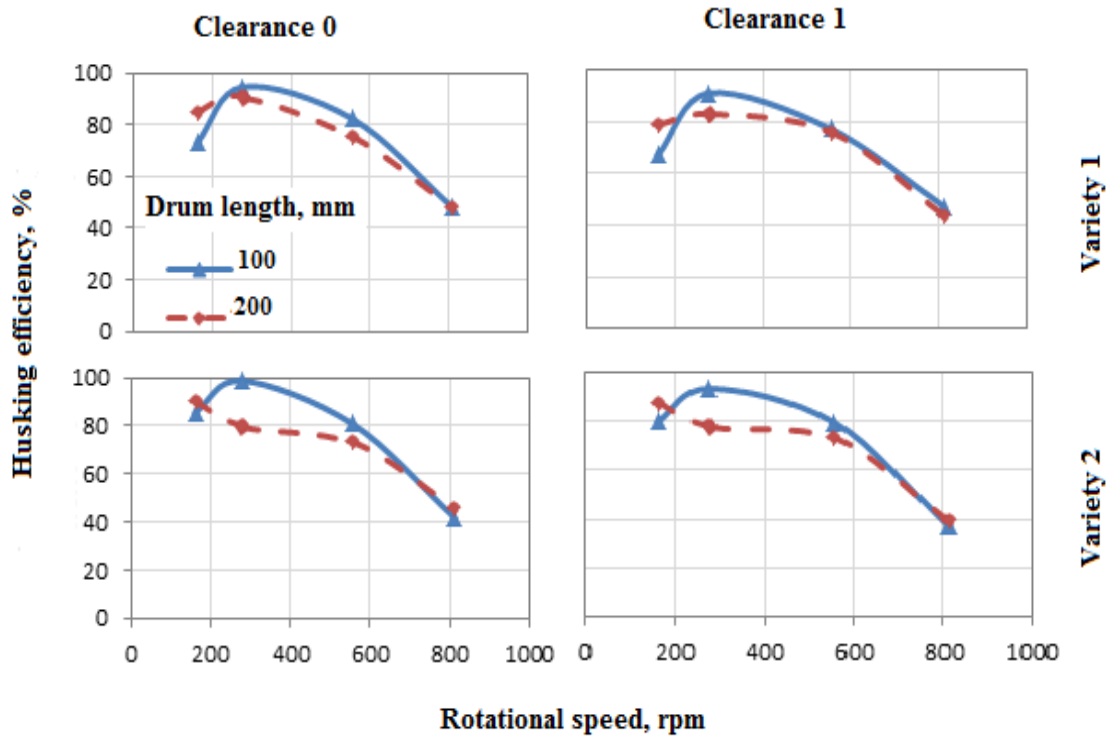 Clearance 0
Clearance 1
100
80
60
40
20
0
Drum length, mm
100
200
Husking efficiency, %
Variety 1
100
80
60
40
20
0
Variety 2
0 200 400 600 800 1000
0 200 400 600 800 1000
Rotational speed, rpm